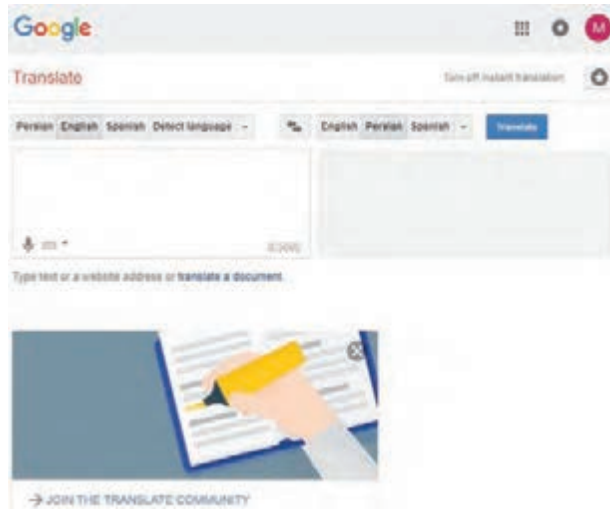 Google
M
Translate
Turn off instant translation
Persian English Spanish Detect language
English Persian Spanish
Translate
0/5000
Type text or a website address or translate a document.
JOIN THE TRANSLATE COMMUNITY